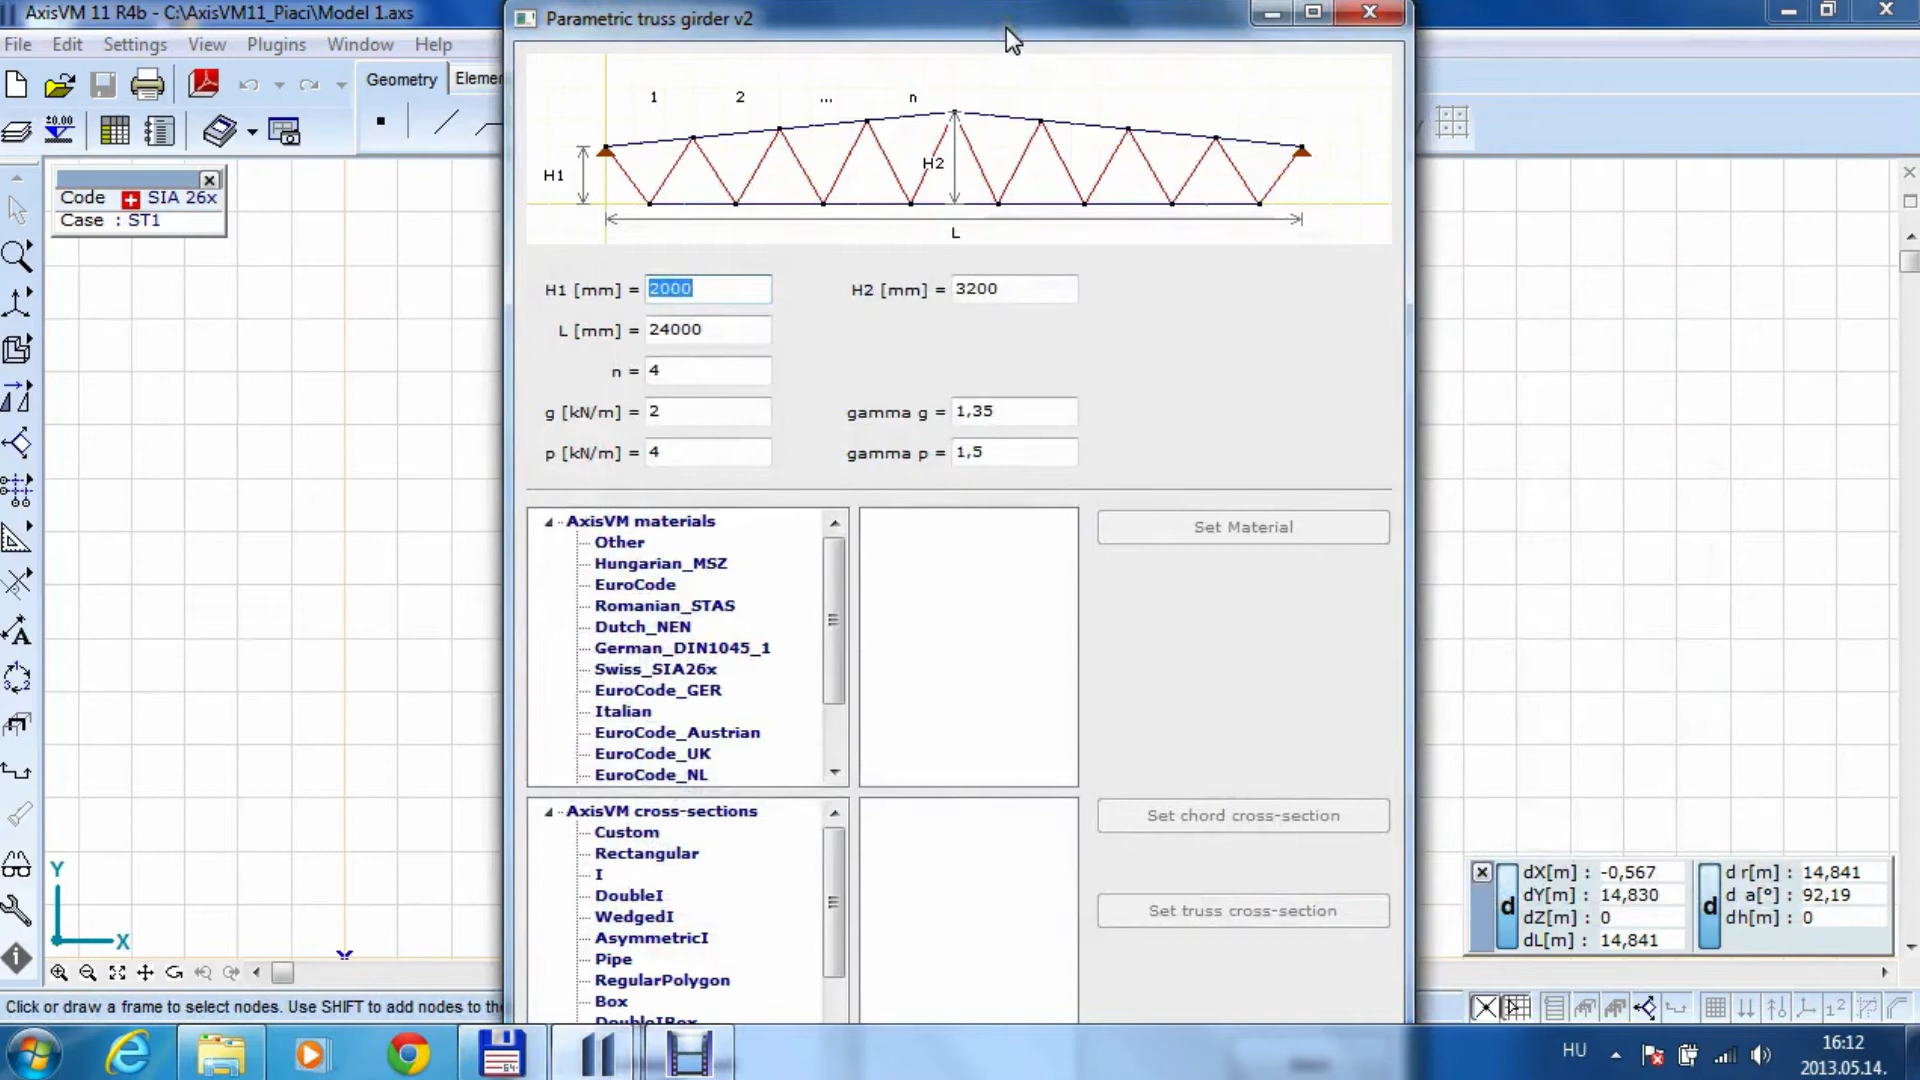 AxisVM 11 R4b - C:\AxisVM11_Piaci\Model 1.axs
Parametric truss girder v2
File Edit Settings View Plugins Window Help
Geometry Elemen
Code SIA 26x
Case : ST1
1 2 ... n
H1
H2
L
H1 [mm] = 2000 H2 [mm] = 3200
L [mm] = 24000
n = 4
g [kN/m] = 2 gamma g = 1,35
p [kN/m] = 4 gamma p = 1,5
AxisVM materials
Other
Hungarian_MSZ
EuroCode
Romanian_STAS
Dutch_NEN
German_DIN1045_1
Swiss_SIA26x
EuroCode_GER
Italian
EuroCode_Austrian
EuroCode_UK
EuroCode_NL
Set Material
AxisVM cross-sections
Custom
Rectangular
I
DoubleI
WedgedI
AsymmetricI
Pipe
RegularPolygon
Box
DoubleIBox
Set chord cross-section
Set truss cross-section
Y
X
d
dX[m] : -0,567
dY[m] : 14,830
dZ[m] : 0
dL[m] : 14,841
d
d r[m] : 14,841
d a[°] : 92,19
dh[m] : 0
Click or draw a frame to select nodes. Use SHIFT to add nodes to the
64
HU
16:12
2013.05.14.